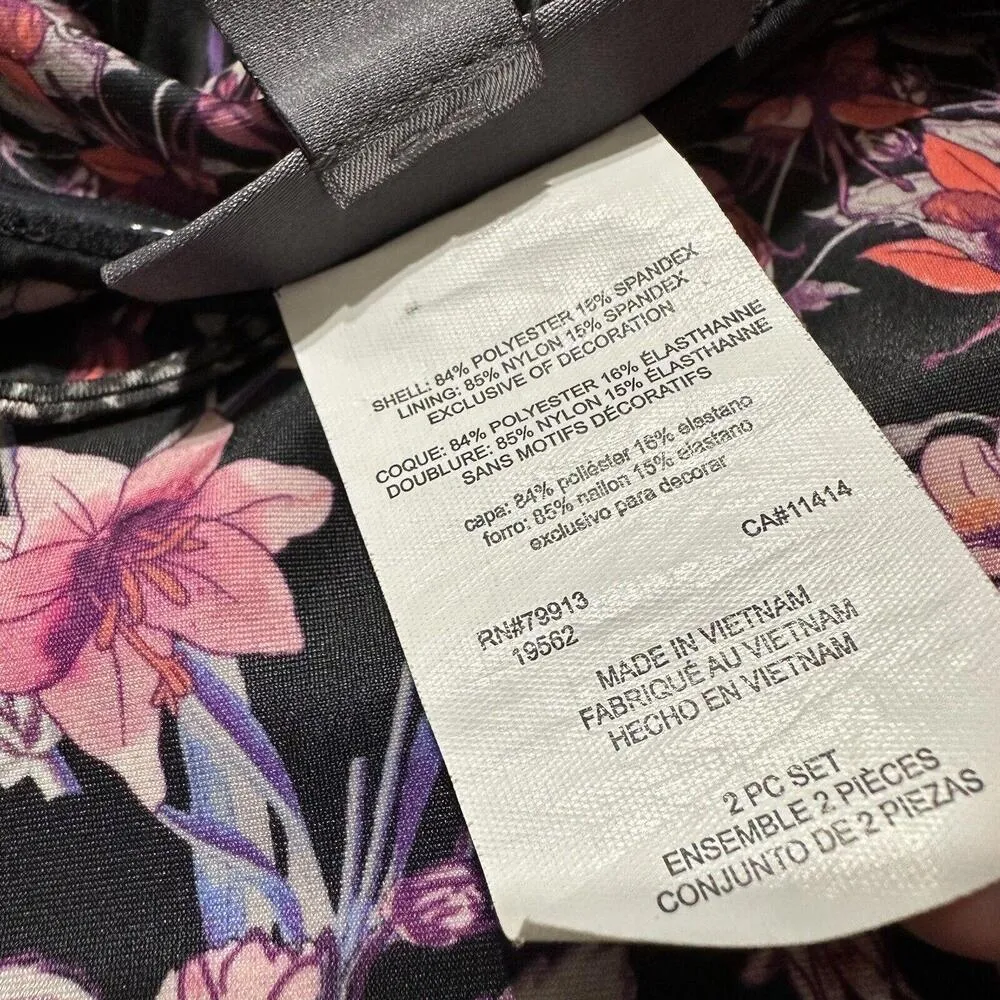 SHELL: 84% POLYESTER 16% SPANDEX
LINING: 85% NYLON 15% SPANDEX
EXCLUSIVE OF DECORATION
COQUE: 84% POLYESTER 16% ÉLASTHANNE
DOUBLURE: 85% NYLON 15% ÉLASTHANNE
SANS MOTIFS DÉCORATIFS
capa: 84% poliéster 16% elastano
forro: 85% nailon 15% elastano
exclusivo para decorar
CA#11414
RN#79913
19562
MADE IN VIETNAM
FABRIQUÉ AU VIETNAM
HECHO EN VIETNAM
2 PC SET
ENSEMBLE 2 PIÈCES
CONJUNTO DE 2 PIEZAS